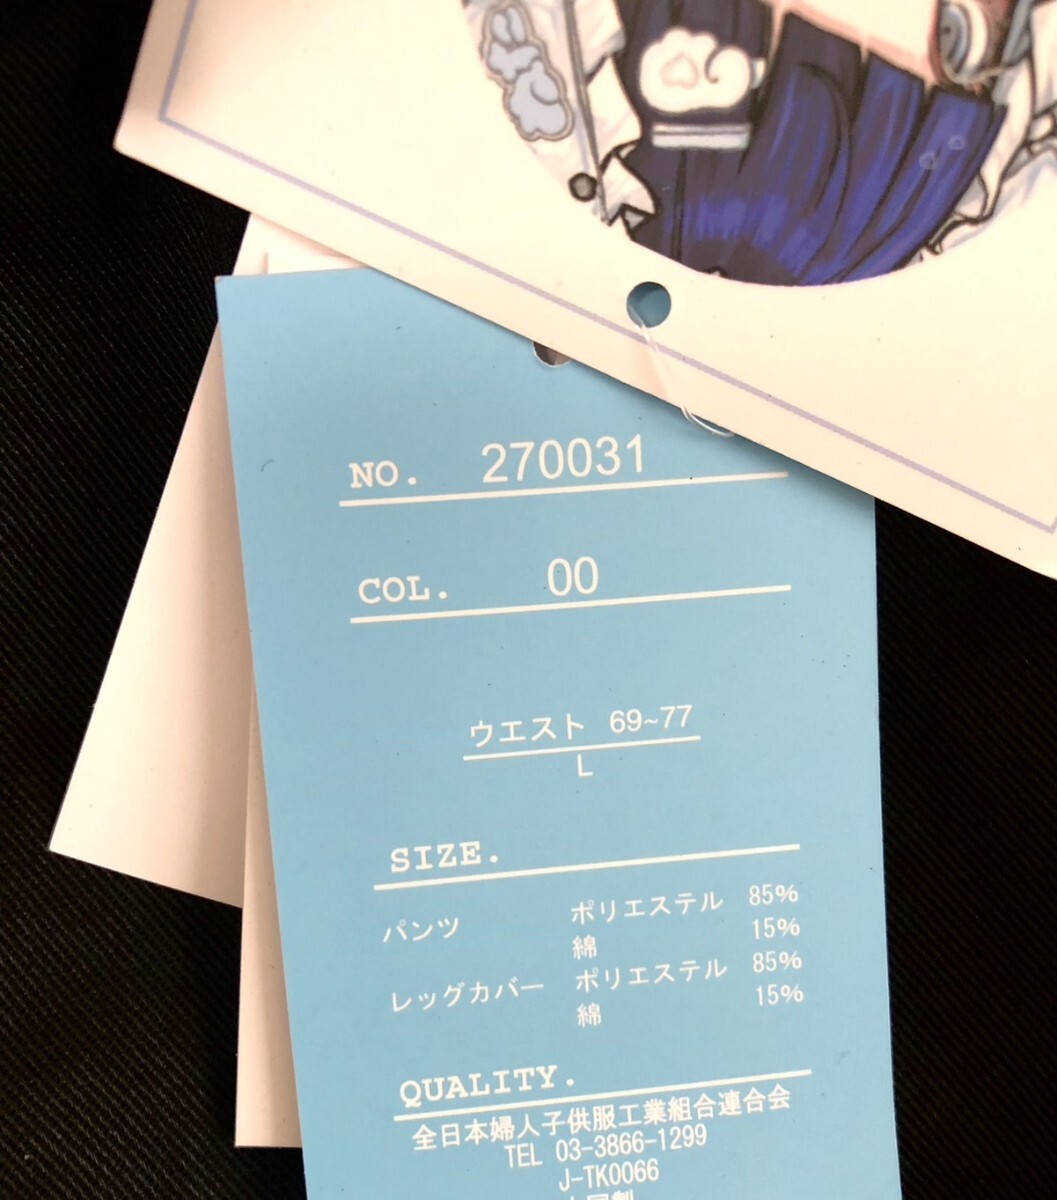 NO. 270031
COL. 00
ウエスト 69~77
L
SIZE.
パンツ ポリエステル 85%
綿 15%
レッグカバー ポリエステル 85%
綿 15%
QUALITY.
全日本婦人子供服工業組合連合会
TEL 03-3866-1299
J-TK0066